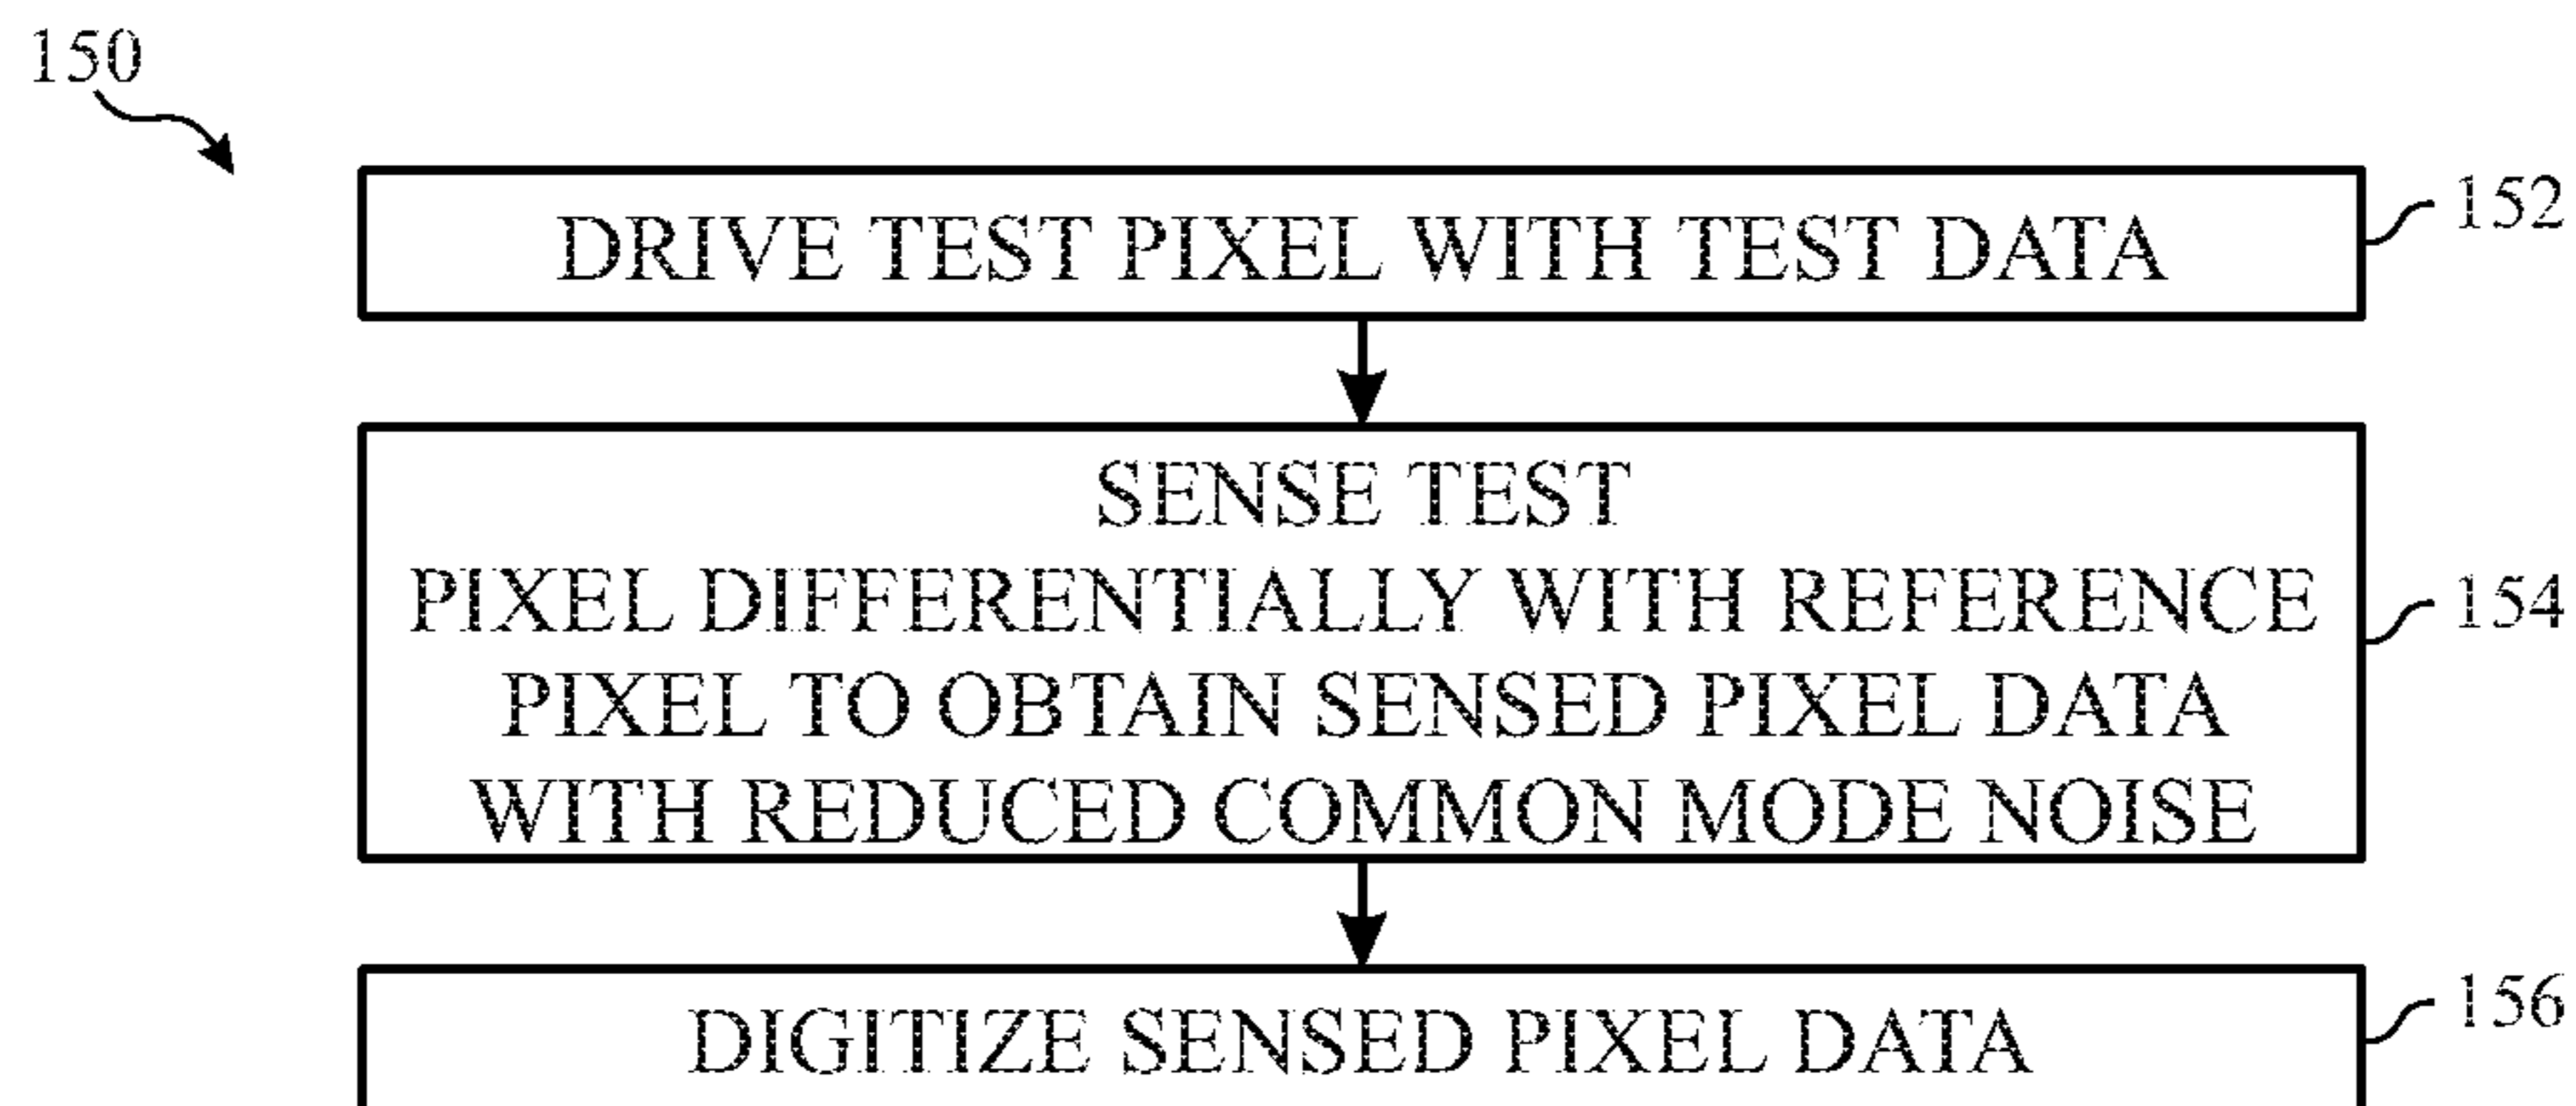 150
DRIVE TEST PIXEL WITH TEST DATA
152
SENSE TEST
PIXEL DIFFERENTIALLY WITH REFERENCE
PIXEL TO OBTAIN SENSED PIXEL DATA
WITH REDUCED COMMON MODE NOISE
154
DIGITIZE SENSED PIXEL DATA
156